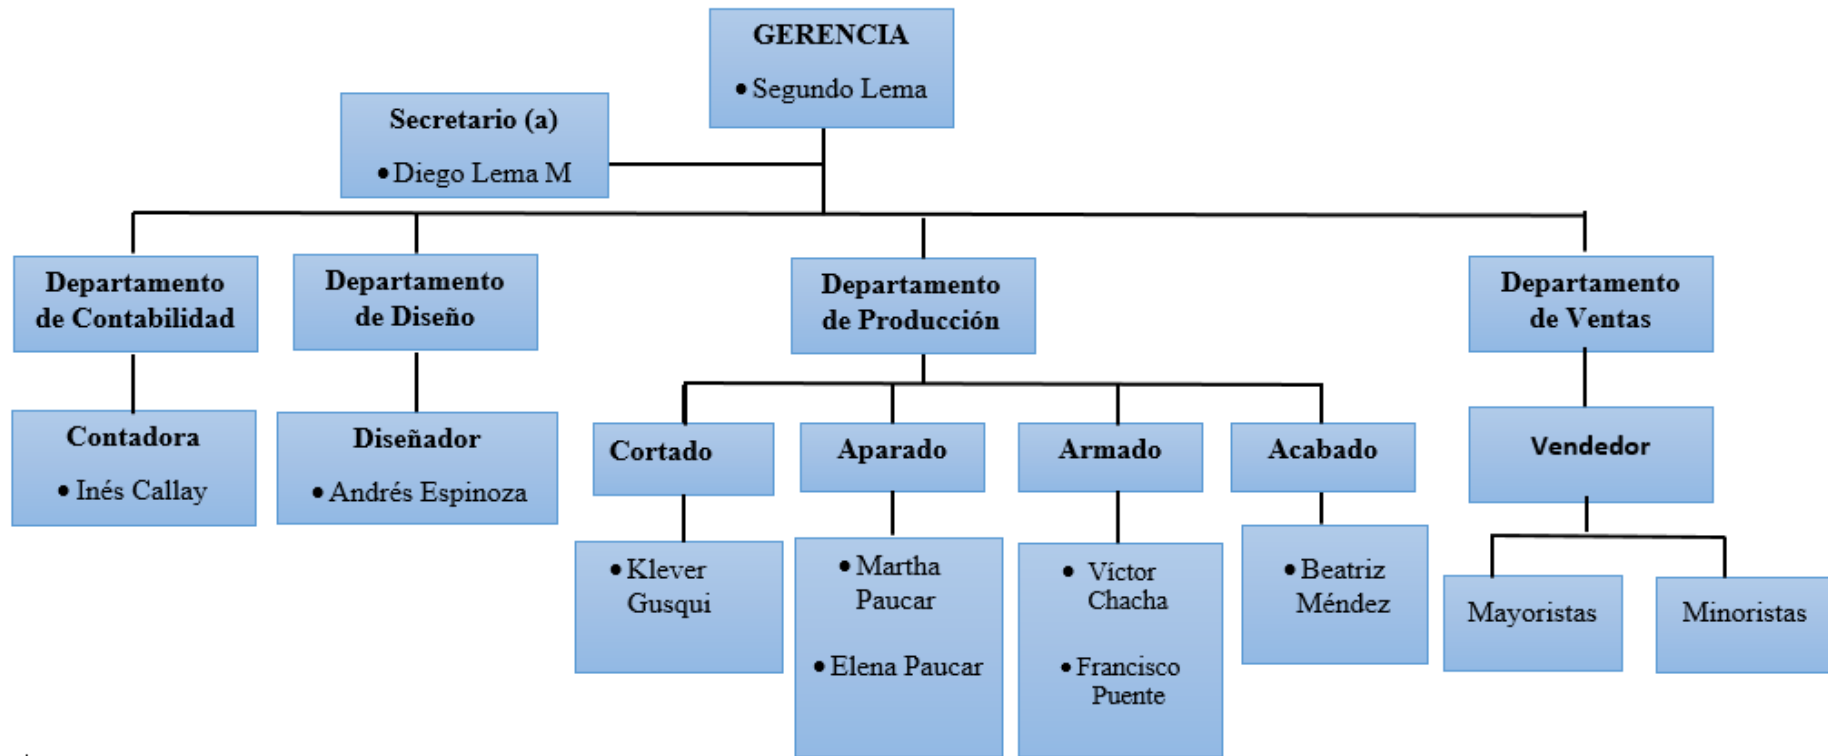 GERENCIA
• Segundo Lema
Secretario (a)
• Diego Lema M
Departamento
de Contabilidad
Departamento
de Diseño
Departamento
de Producción
Departamento
de Ventas
Contadora
• Inés Callay
Diseñador
• Andrés Espinoza
Cortado
Aparado
Armado
Acabado
Vendedor
• Klever
Gusqui
• Martha
Paucar
• Elena Paucar
• Víctor
Chacha
• Francisco
Puente
• Beatriz
Méndez
Mayoristas
Minoristas